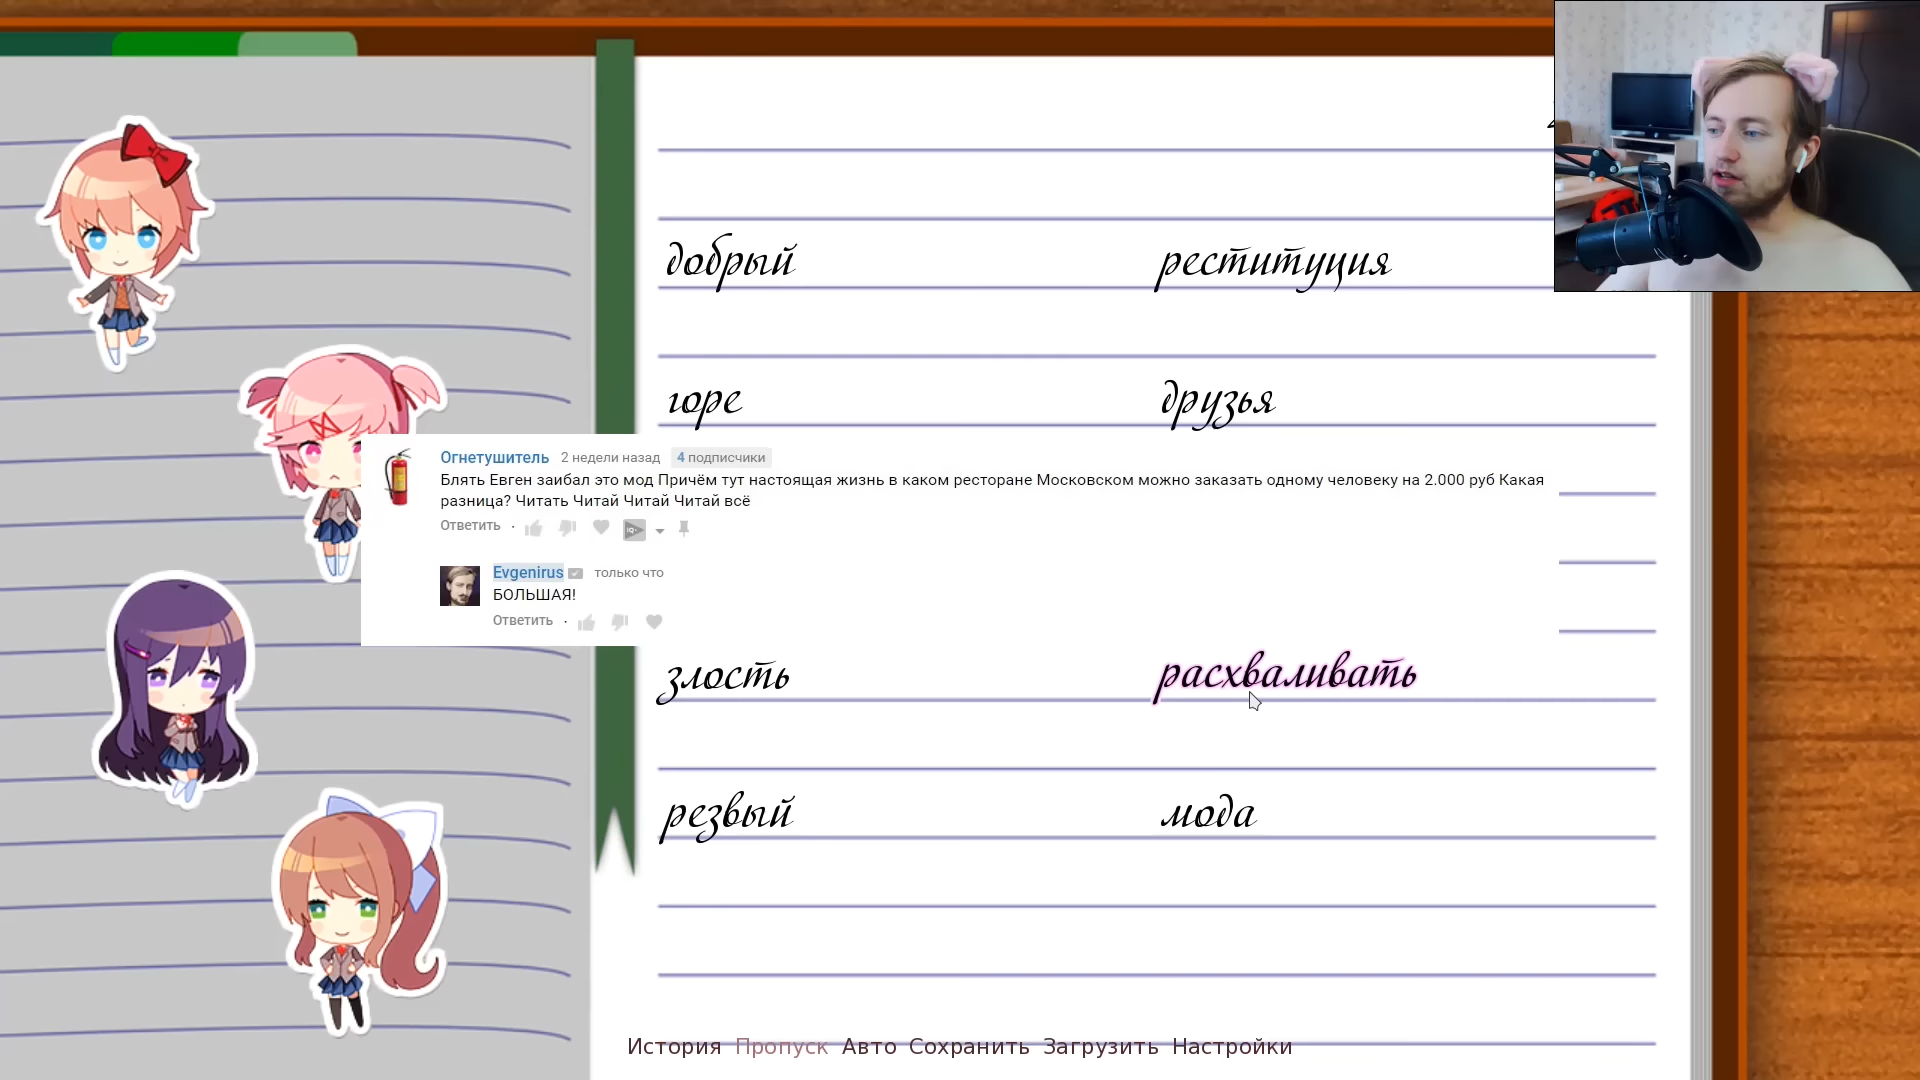 добрый реституция
горе друзья
Огнетушитель 2 недели назад 4 подписчики
Блять Евген заибал это мод Причём тут настоящая жизнь в каком ресторане Московском можно заказать одному человеку на 2.000 руб Какая
разница? Читать Читай Читай Читай всё
Ответить ·
Evgenirus только что
БОЛЬШАЯ!
Ответить ·
злость расхваливать
резвый мода
История Пропуск Авто Сохранить Загрузить Настройки